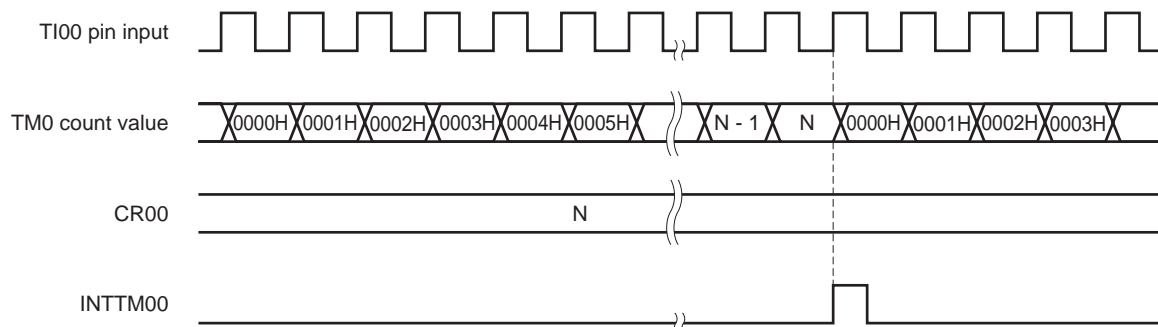 TI00 pin input
TM0 count value
0000H 0001H 0002H 0003H 0004H 0005H N - 1 N 0000H 0001H 0002H 0003H
CR00
N
INTTM00